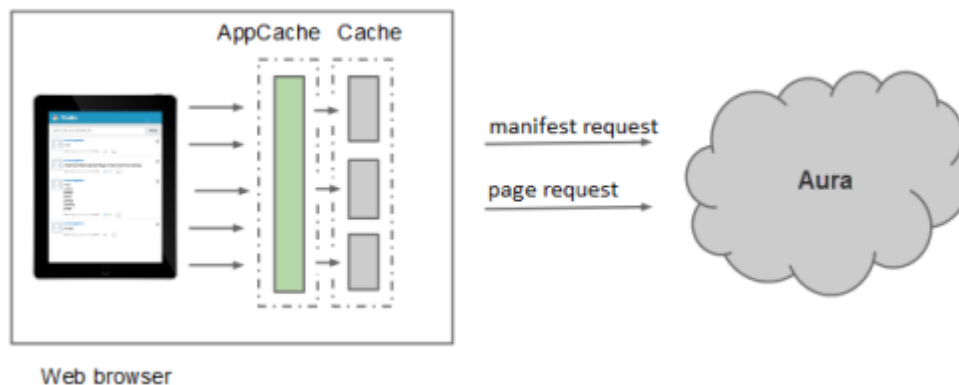 AppCache Cache
manifest request
page request
Aura
Web browser